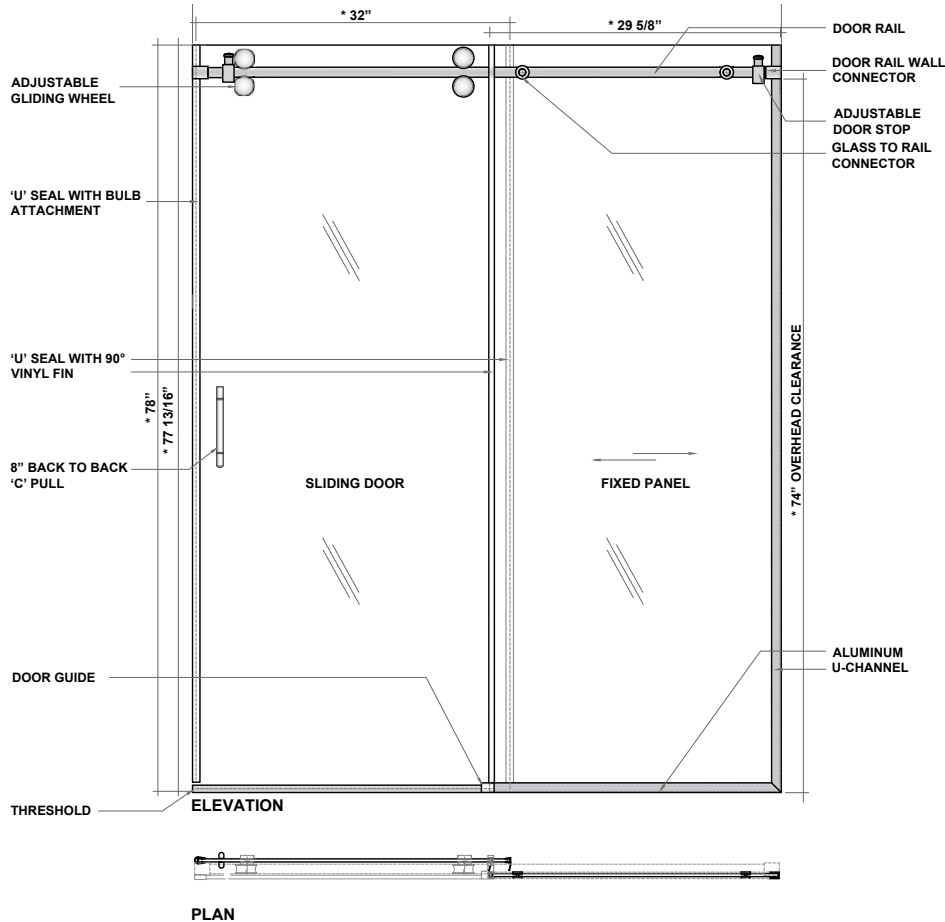 * 32”
* 29 5/8”
DOOR RAIL
DOOR RAIL WALL
CONNECTOR
ADJUSTABLE
GLIDING WHEEL
ADJUSTABLE
DOOR STOP
GLASS TO RAIL
CONNECTOR
‘U’ SEAL WITH BULB
ATTACHMENT
‘U’ SEAL WITH 90°
VINYL FIN
* 78”
* 77 13/16”
* 74” OVERHEAD CLEARANCE
8” BACK TO BACK
‘C’ PULL
SLIDING DOOR
FIXED PANEL
DOOR GUIDE
ALUMINUM
U-CHANNEL
THRESHOLD
ELEVATION
PLAN